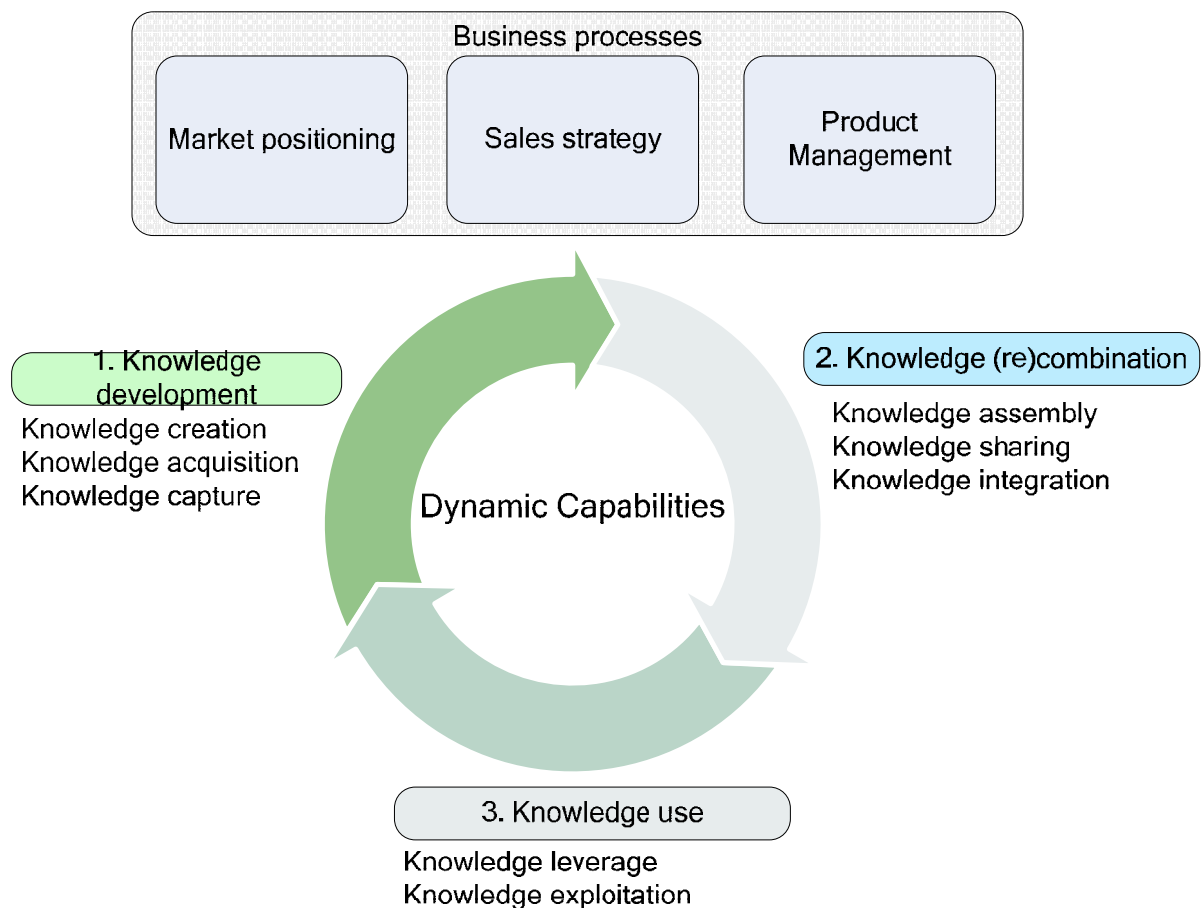 Business processes
Market positioning
Sales strategy
Product
Management
1. Knowledge
development
Knowledge creation
Knowledge acquisition
Knowledge capture
2. Knowledge (re)combination
Knowledge assembly
Knowledge sharing
Knowledge integration
Dynamic Capabilities
3. Knowledge use
Knowledge leverage
Knowledge exploitation